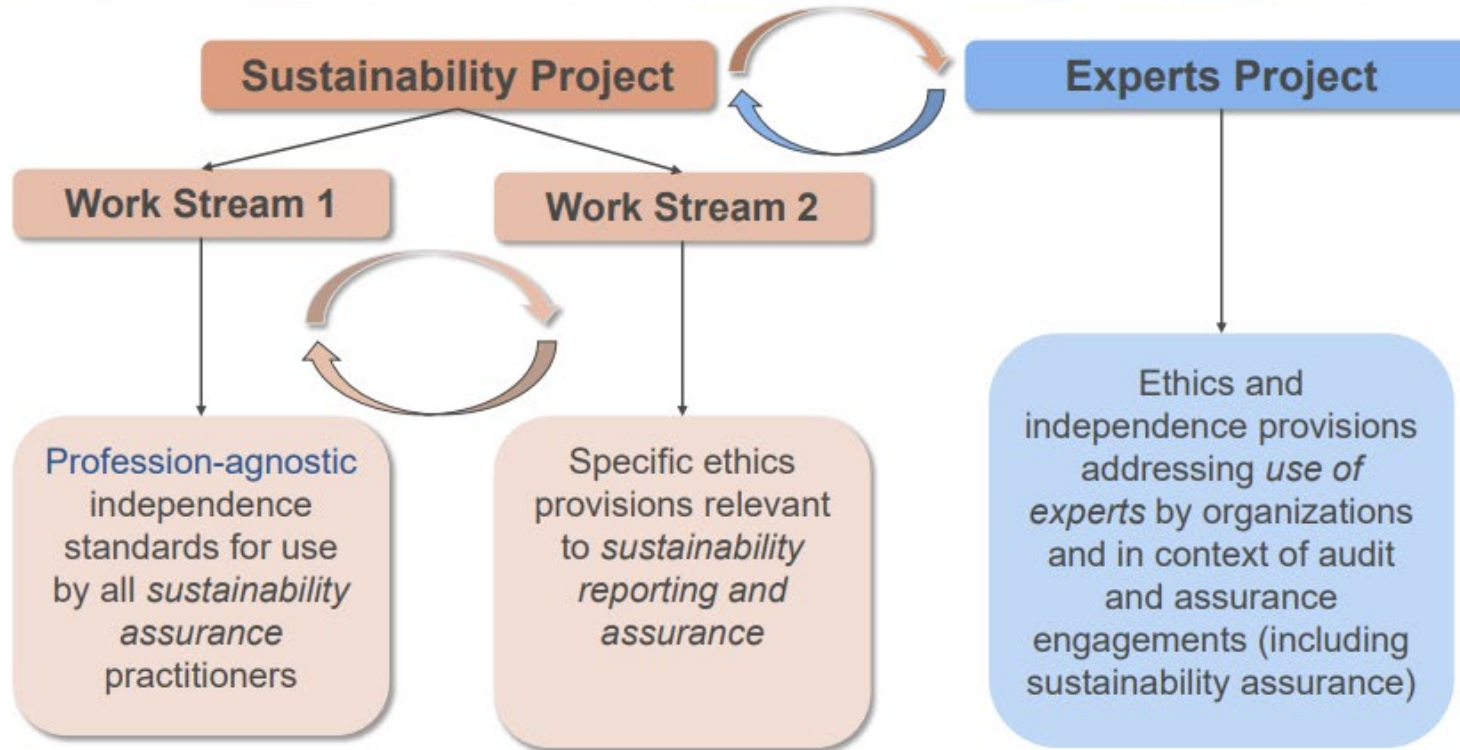 Sustainability Project
Experts Project
Work Stream 1
Work Stream 2
Profession-agnostic
independence
standards for use
by all sustainability
assurance
practitioners
Specific ethics
provisions relevant
to sustainability
reporting and
assurance
Ethics and
independence provisions
addressing use of
experts by organizations
and in context of audit
and assurance
engagements (including
sustainability assurance)